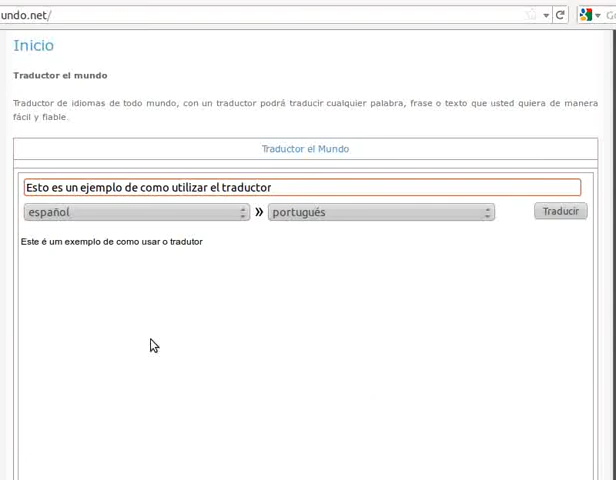 undo.net/
Inicio
Traductor el mundo
Traductor de idiomas de todo mundo, con un traductor podrá traducir cualquier palabra, frase o texto que usted quiera de manera
fácil y fiable.
Traductor el Mundo
Esto es un ejemplo de como utilizar el traductor
español » portugués Traducir
Este é um exemplo de como usar o tradutor